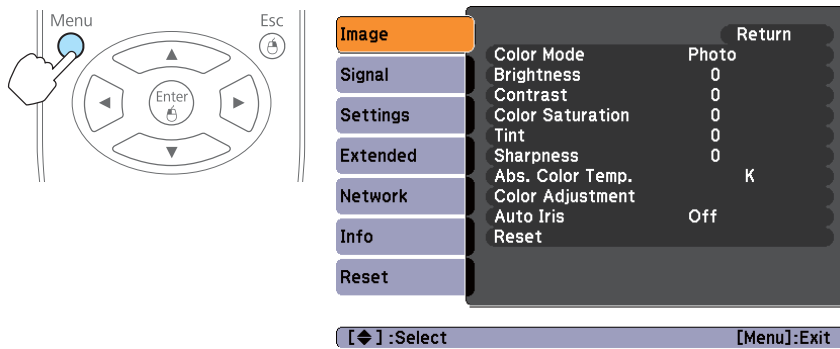 Menu
Esc
Enter
Image
Signal
Settings
Extended
Network
Info
Reset
Return
Color Mode Photo
Brightness 0
Contrast 0
Color Saturation 0
Tint 0
Sharpness 0
Abs. Color Temp. K
Color Adjustment
Auto Iris Off
Reset
[◆] :Select [Menu]:Exit